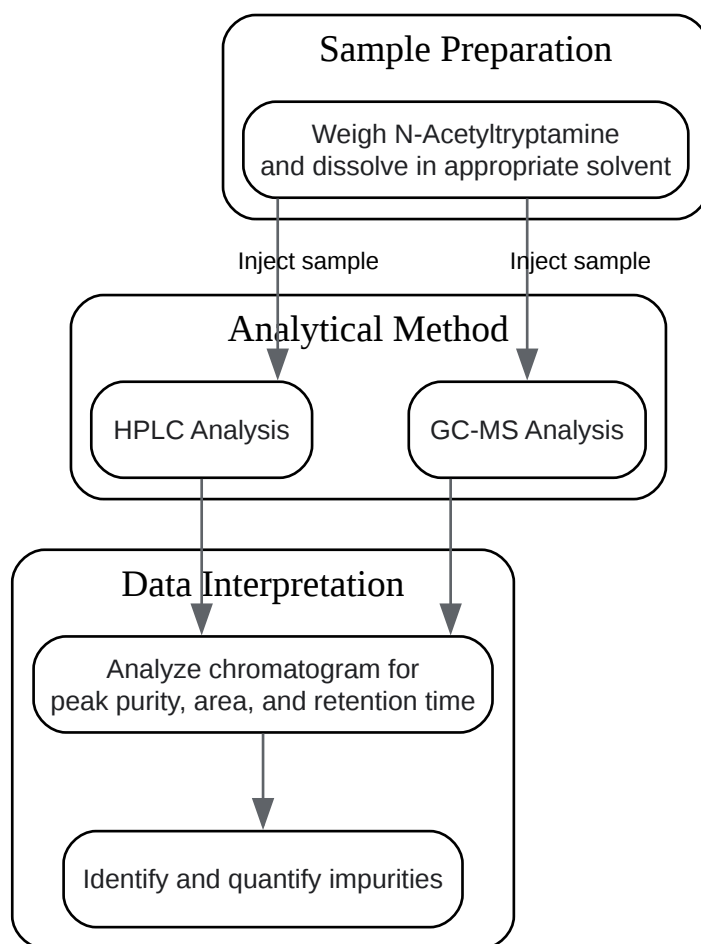 Sample Preparation
Weigh N-Acetyltryptamine
and dissolve in appropriate solvent
Inject sample
Inject sample
Analytical Method
HPLC Analysis
GC-MS Analysis
Data Interpretation
Analyze chromatogram for
peak purity, area, and retention time
Identify and quantify impurities